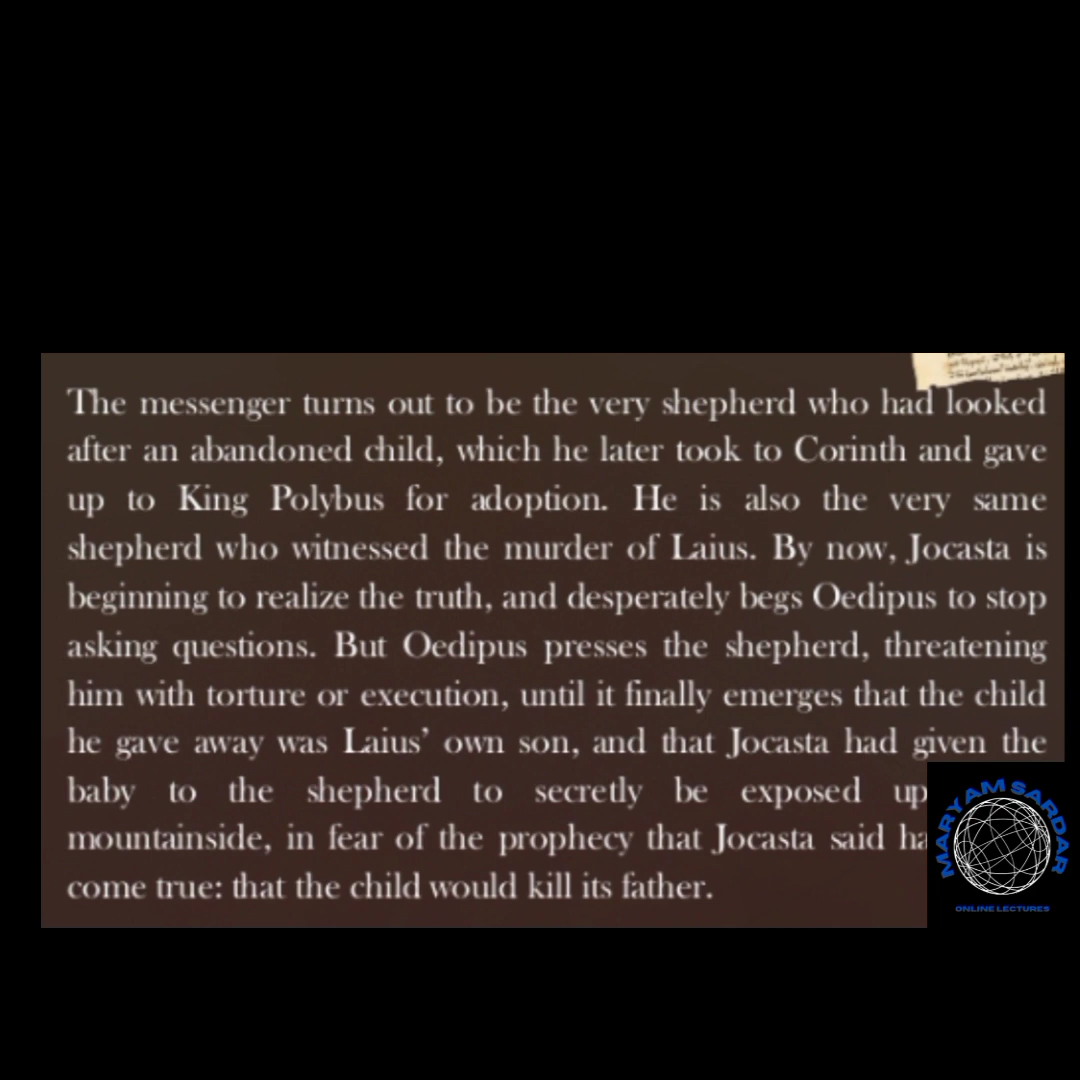 The messenger turns out to be the very shepherd who had looked
after an abandoned child, which he later took to Corinth and gave
up to King Polybus for adoption. He is also the very same
shepherd who witnessed the murder of Laius. By now, Jocasta is
beginning to realize the truth, and desperately begs Oedipus to stop
asking questions. But Oedipus presses the shepherd, threatening
him with torture or execution, until it finally emerges that the child
he gave away was Laius’ own son, and that Jocasta had given the
baby to the shepherd to secretly be exposed up
mountainside, in fear of the prophecy that Jocasta said ha
come true: that the child would kill its father.
MARYAM SARDAR
ONLINE LECTURES